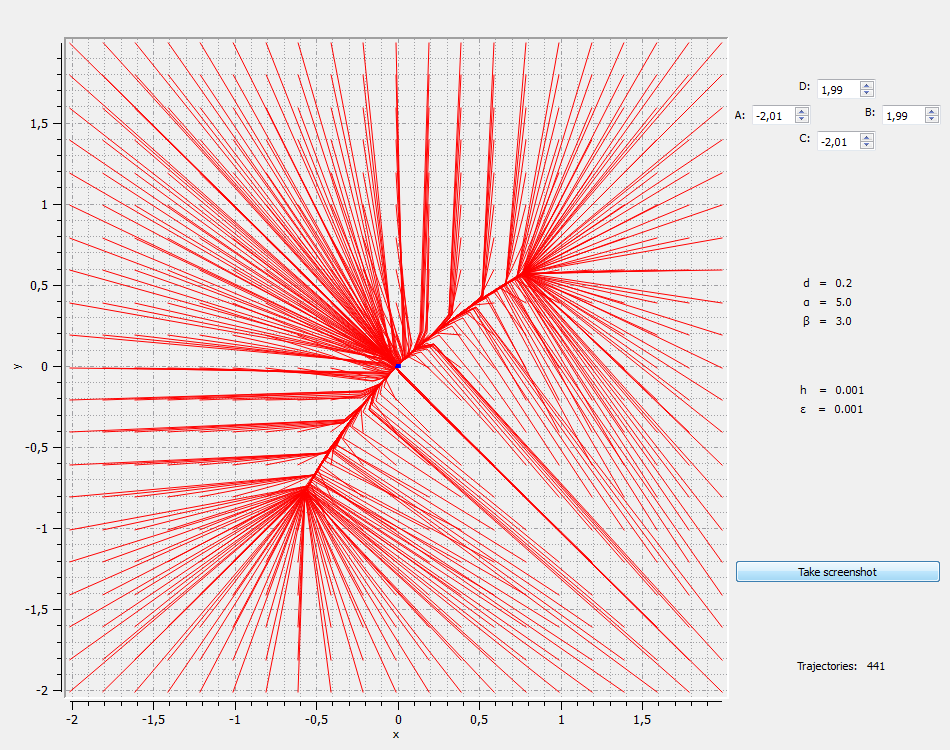 1,5
1
0,5
0
-0,5
-1
-1,5
-2
y
-2
-1,5
-1
-0,5
0
0,5
1
1,5
x
D: 1,99
A: -2,01
B: 1,99
C: -2,01
d = 0.2
α = 5.0
β = 3.0
h = 0.001
ε = 0.001
Take screenshot
Trajectories: 441